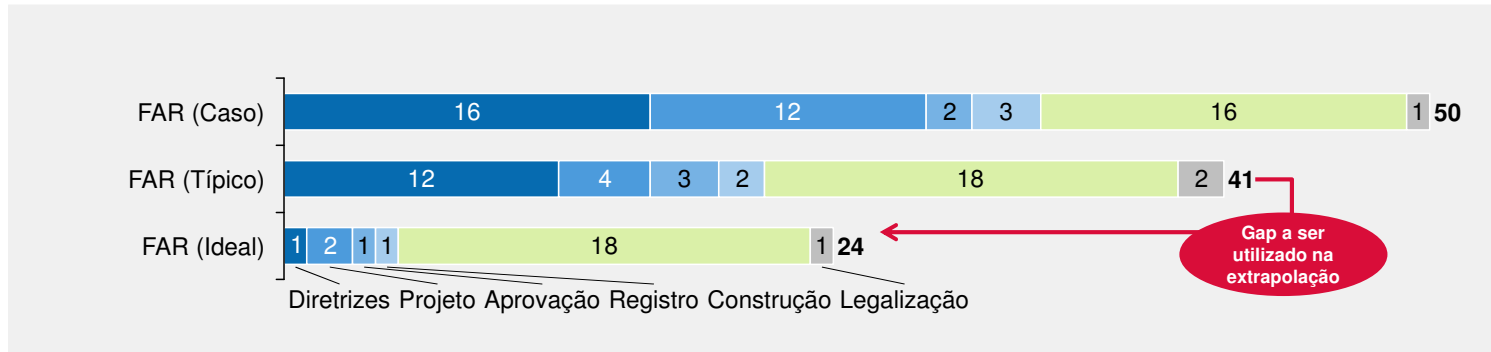 FAR (Caso) 16 12 2 3 16 1 50
FAR (Típico) 12 4 3 2 18 2 41
FAR (Ideal) 1 2 1 1 18 1 24
Gap a ser
utilizado na
extrapolação
Diretrizes Projeto Aprovação Registro Construção Legalização